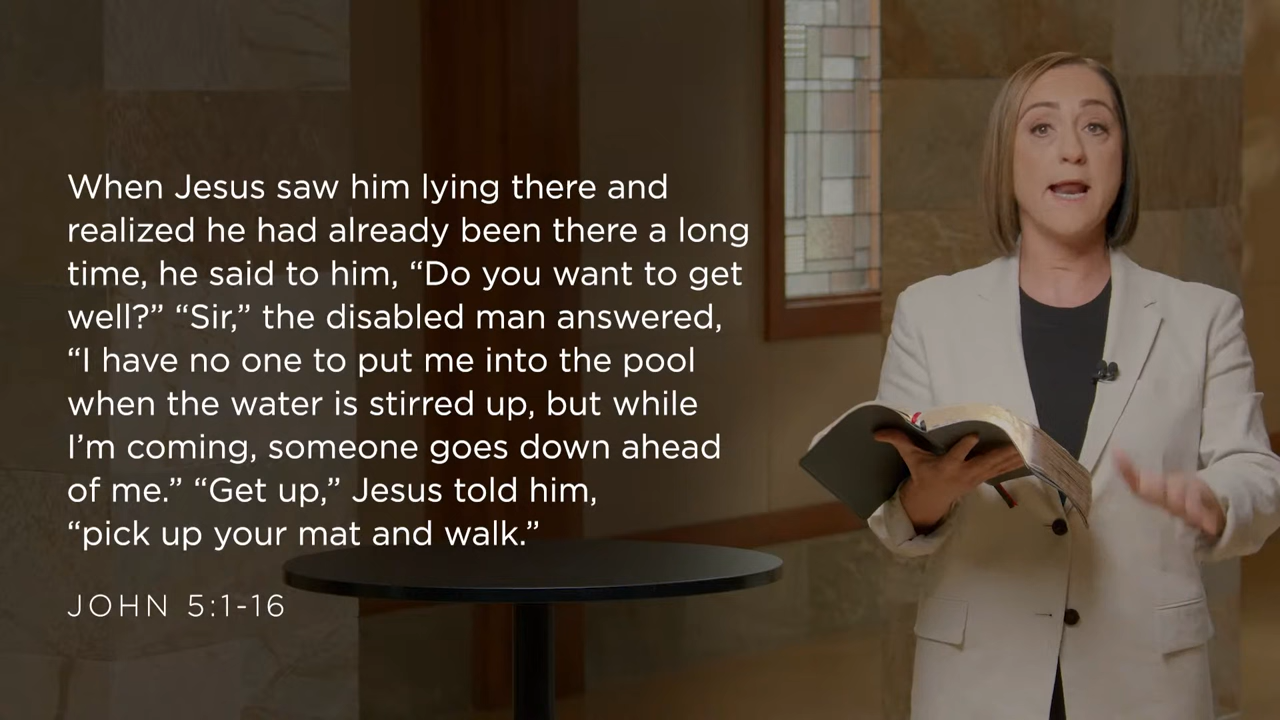 When Jesus saw him lying there and
realized he had already been there a long
time, he said to him, “Do you want to get
well?” “Sir,” the disabled man answered,
“I have no one to put me into the pool
when the water is stirred up, but while
I’m coming, someone goes down ahead
of me.” “Get up,” Jesus told him,
“pick up your mat and walk.”
JOHN 5:1-16